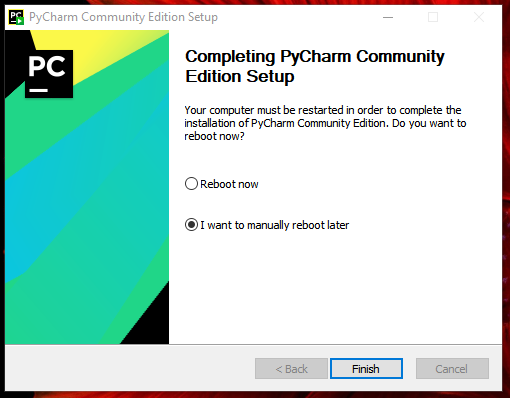 PyCharm Community Edition Setup
PC
Completing PyCharm Community
Edition Setup
Your computer must be restarted in order to complete the
installation of PyCharm Community Edition. Do you want to
reboot now?
Reboot now
I want to manually reboot later
< Back
Finish
Cancel